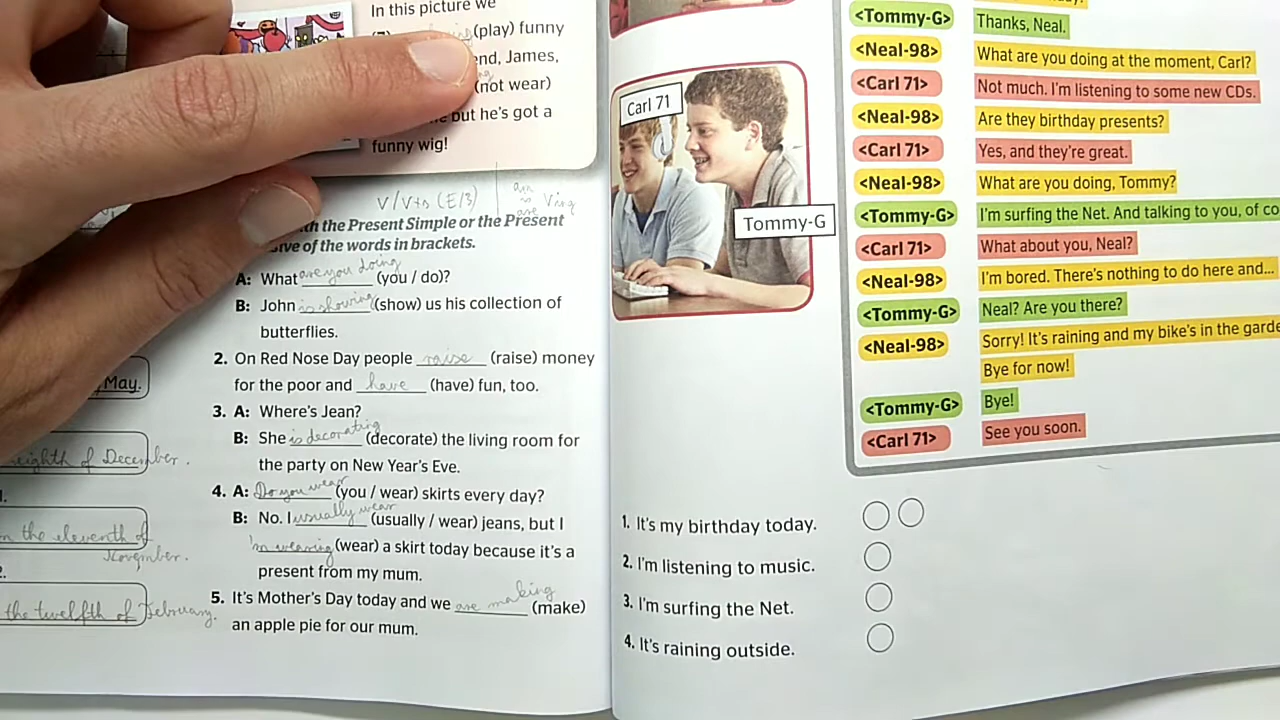 In this picture we
(play) funny
end, James,
(not wear)
but he's got a
funny wig!
V/V+s (E/3)
am
is
are
Ving
th the Present Simple or the Present
ive of the words in brackets.
A: What are you doing (you / do)?
B: John is showing (show) us his collection of
butterflies.
2. On Red Nose Day people raise (raise) money
for the poor and have (have) fun, too.
3. A: Where's Jean?
B: She is decorating (decorate) the living room for
the party on New Year's Eve.
4. A: Do you wear (you / wear) skirts every day?
B: No. I usually wear (usually / wear) jeans, but I
'm wearing (wear) a skirt today because it's a
present from my mum.
5. It's Mother's Day today and we are making (make)
an apple pie for our mum.
May.
eighth of December.
1.
n the eleventh of
November.
2.
the twelfth of February.
Carl 71
Tommy-G
<Tommy-G> Thanks, Neal.
<Neal-98> What are you doing at the moment, Carl?
<Carl 71> Not much. I'm listening to some new CDs.
<Neal-98> Are they birthday presents?
<Carl 71> Yes, and they're great.
<Neal-98> What are you doing, Tommy?
<Tommy-G> I'm surfing the Net. And talking to you, of co
<Carl 71> What about you, Neal?
<Neal-98> I'm bored. There's nothing to do here and...
<Tommy-G> Neal? Are you there?
<Neal-98> Sorry! It's raining and my bike's in the garde
Bye for now!
<Tommy-G> Bye!
<Carl 71> See you soon.
1. It's my birthday today.
2. I'm listening to music.
3. I'm surfing the Net.
4. It's raining outside.